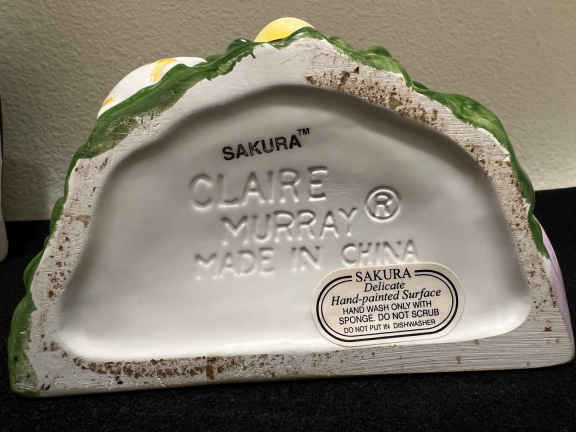 SAKURA™
CLAIRE
MURRAY ®
MADE IN CHINA
SAKURA
Delicate
Hand-painted Surface
HAND WASH ONLY WITH
SPONGE. DO NOT SCRUB
DO NOT PUT IN DISHWASHER